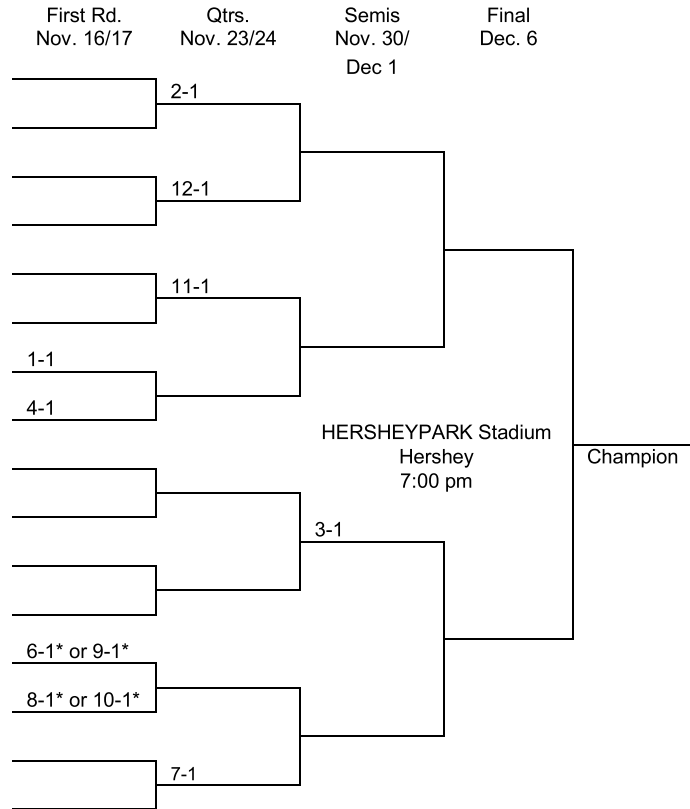 First Rd.
Nov. 16/17
Qtrs.
Nov. 23/24
Semis
Nov. 30/
Dec 1
Final
Dec. 6
2-1
12-1
11-1
1-1
4-1
HERSHEYPARK Stadium
Hershey
7:00 pm
Champion
3-1
6-1* or 9-1*
8-1* or 10-1*
7-1